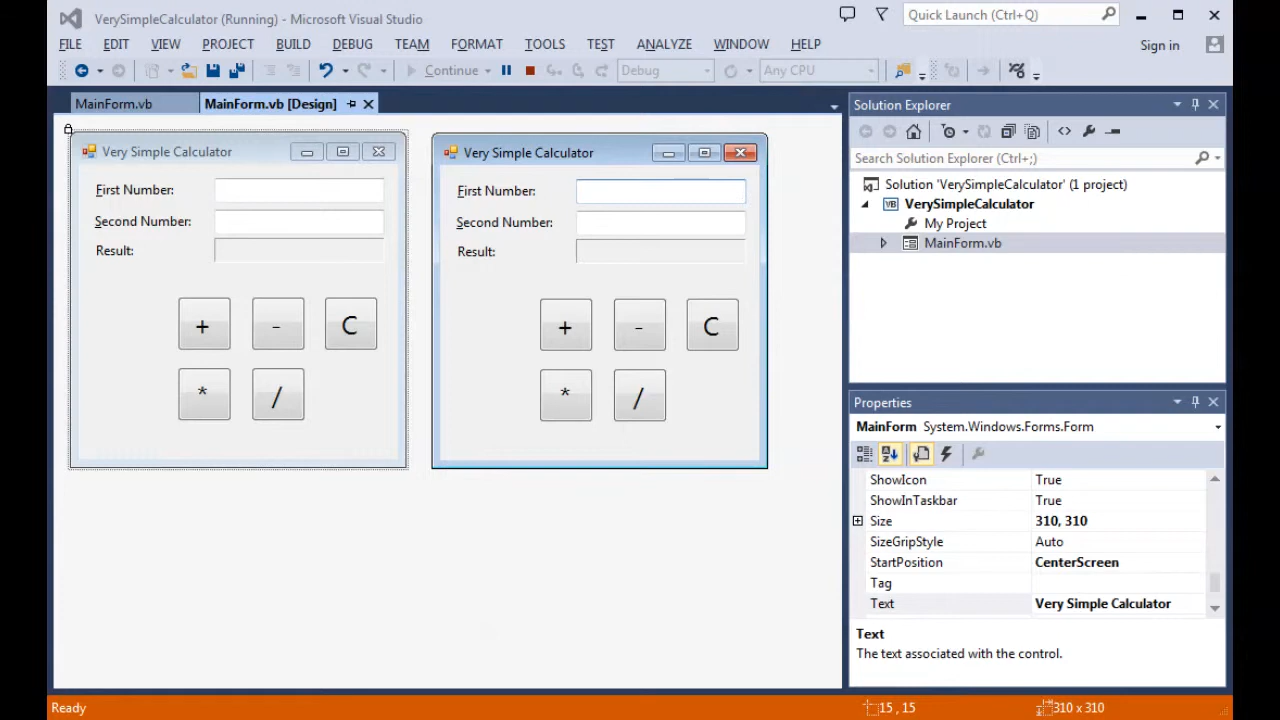 VerySimpleCalculator (Running) - Microsoft Visual Studio
Quick Launch (Ctrl+Q)
FILE EDIT VIEW PROJECT BUILD DEBUG TEAM FORMAT TOOLS TEST ANALYZE WINDOW HELP
Sign in
Continue Debug Any CPU
MainForm.vb MainForm.vb [Design]
Solution Explorer
Search Solution Explorer (Ctrl+;)
Solution 'VerySimpleCalculator' (1 project)
VB VerySimpleCalculator
My Project
MainForm.vb
Very Simple Calculator
First Number:
Second Number:
Result:
+ - C
* /
Very Simple Calculator
First Number:
Second Number:
Result:
+ - C
* /
Properties
MainForm System.Windows.Forms.Form
ShowIcon True
ShowInTaskbar True
Size 310, 310
SizeGripStyle Auto
StartPosition CenterScreen
Tag
Text Very Simple Calculator
Text
The text associated with the control.
Ready
15 , 15
310 x 310